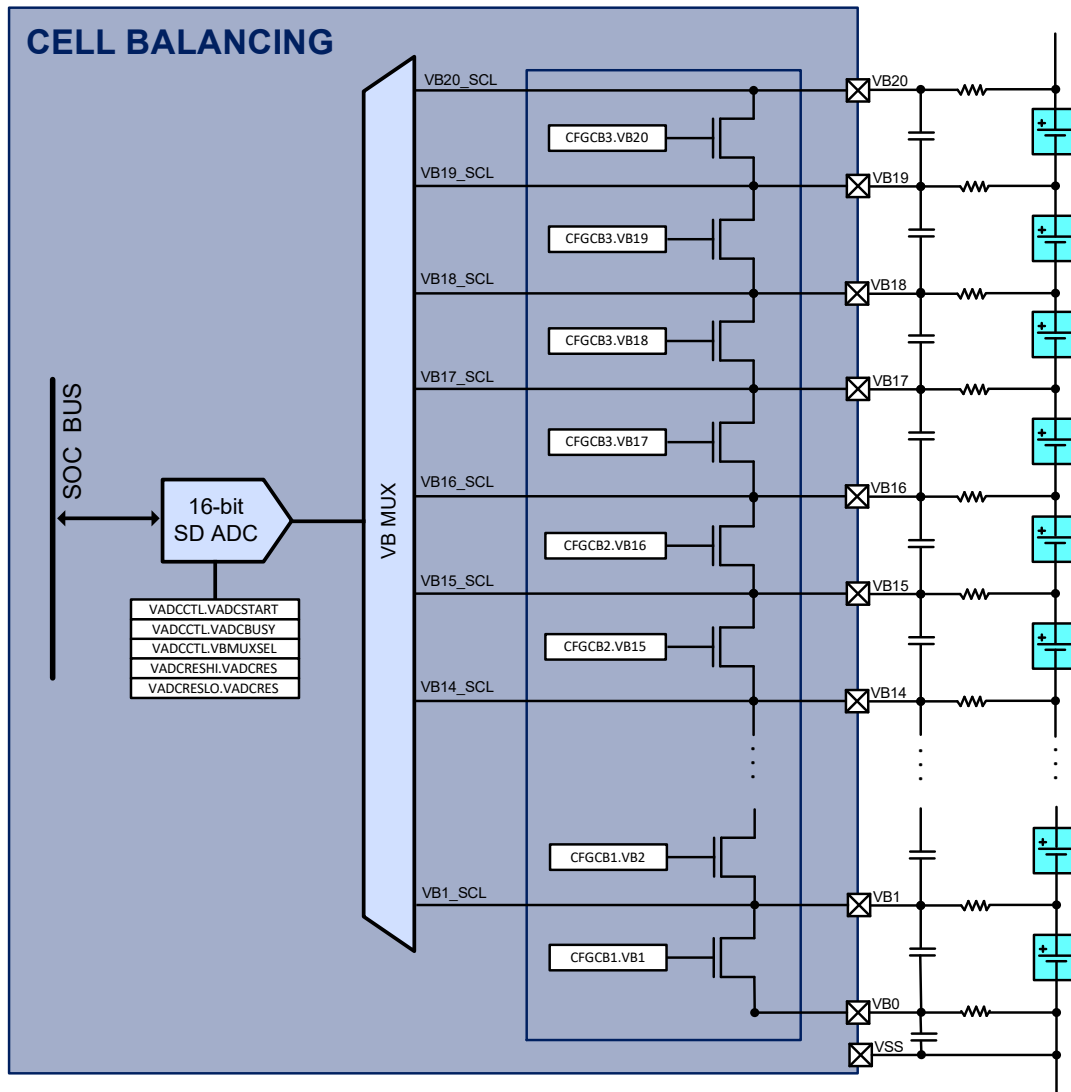 CELL BALANCING
VB20_SCL
VB20
CFGCB3.VB20
VB19_SCL
VB19
CFGCB3.VB19
VB18_SCL
VB18
CFGCB3.VB18
VB17_SCL
VB17
CFGCB3.VB17
VB16_SCL
VB16
CFGCB2.VB16
VB15_SCL
VB15
CFGCB2.VB15
VB14_SCL
VB14
SOC BUS
16-bit
SD ADC
VB MUX
VADCCTL.VADCSTART
VADCCTL.VADCBUSY
VADCCTL.VBMUXSEL
VADCRESHI.VADCRES
VADCRESLO.VADCRES
CFGCB1.VB2
VB1_SCL
VB1
CFGCB1.VB1
VB0
VSS